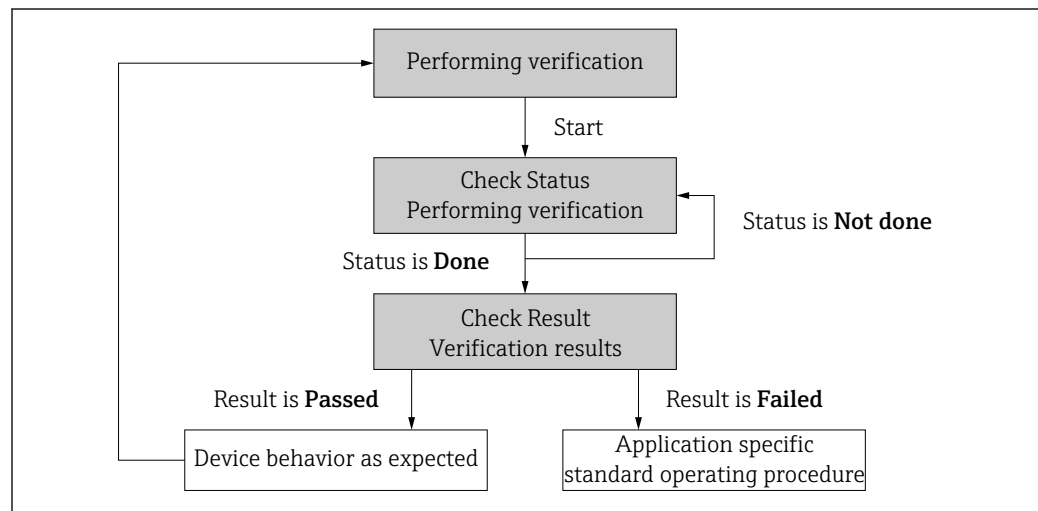 Performing verification
Start
Check Status
Performing verification
Status is Not done
Status is Done
Check Result
Verification results
Result is Passed
Result is Failed
Device behavior as expected
Application specific
standard operating procedure